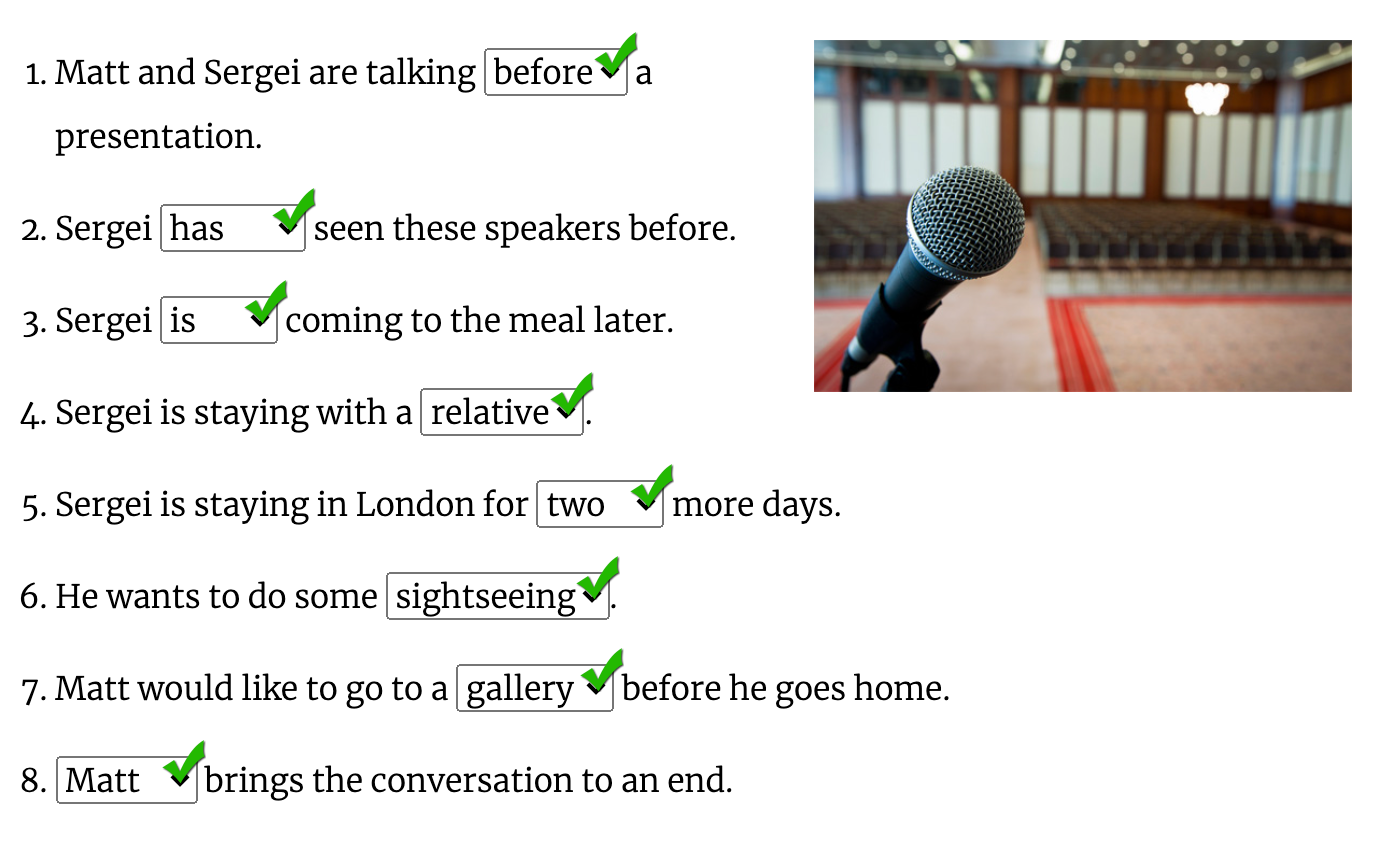 1. Matt and Sergei are talking before a
presentation.
2. Sergei has seen these speakers before.
3. Sergei is coming to the meal later.
4. Sergei is staying with a relative.
5. Sergei is staying in London for two more days.
6. He wants to do some sightseeing.
7. Matt would like to go to a gallery before he goes home.
8. Matt brings the conversation to an end.